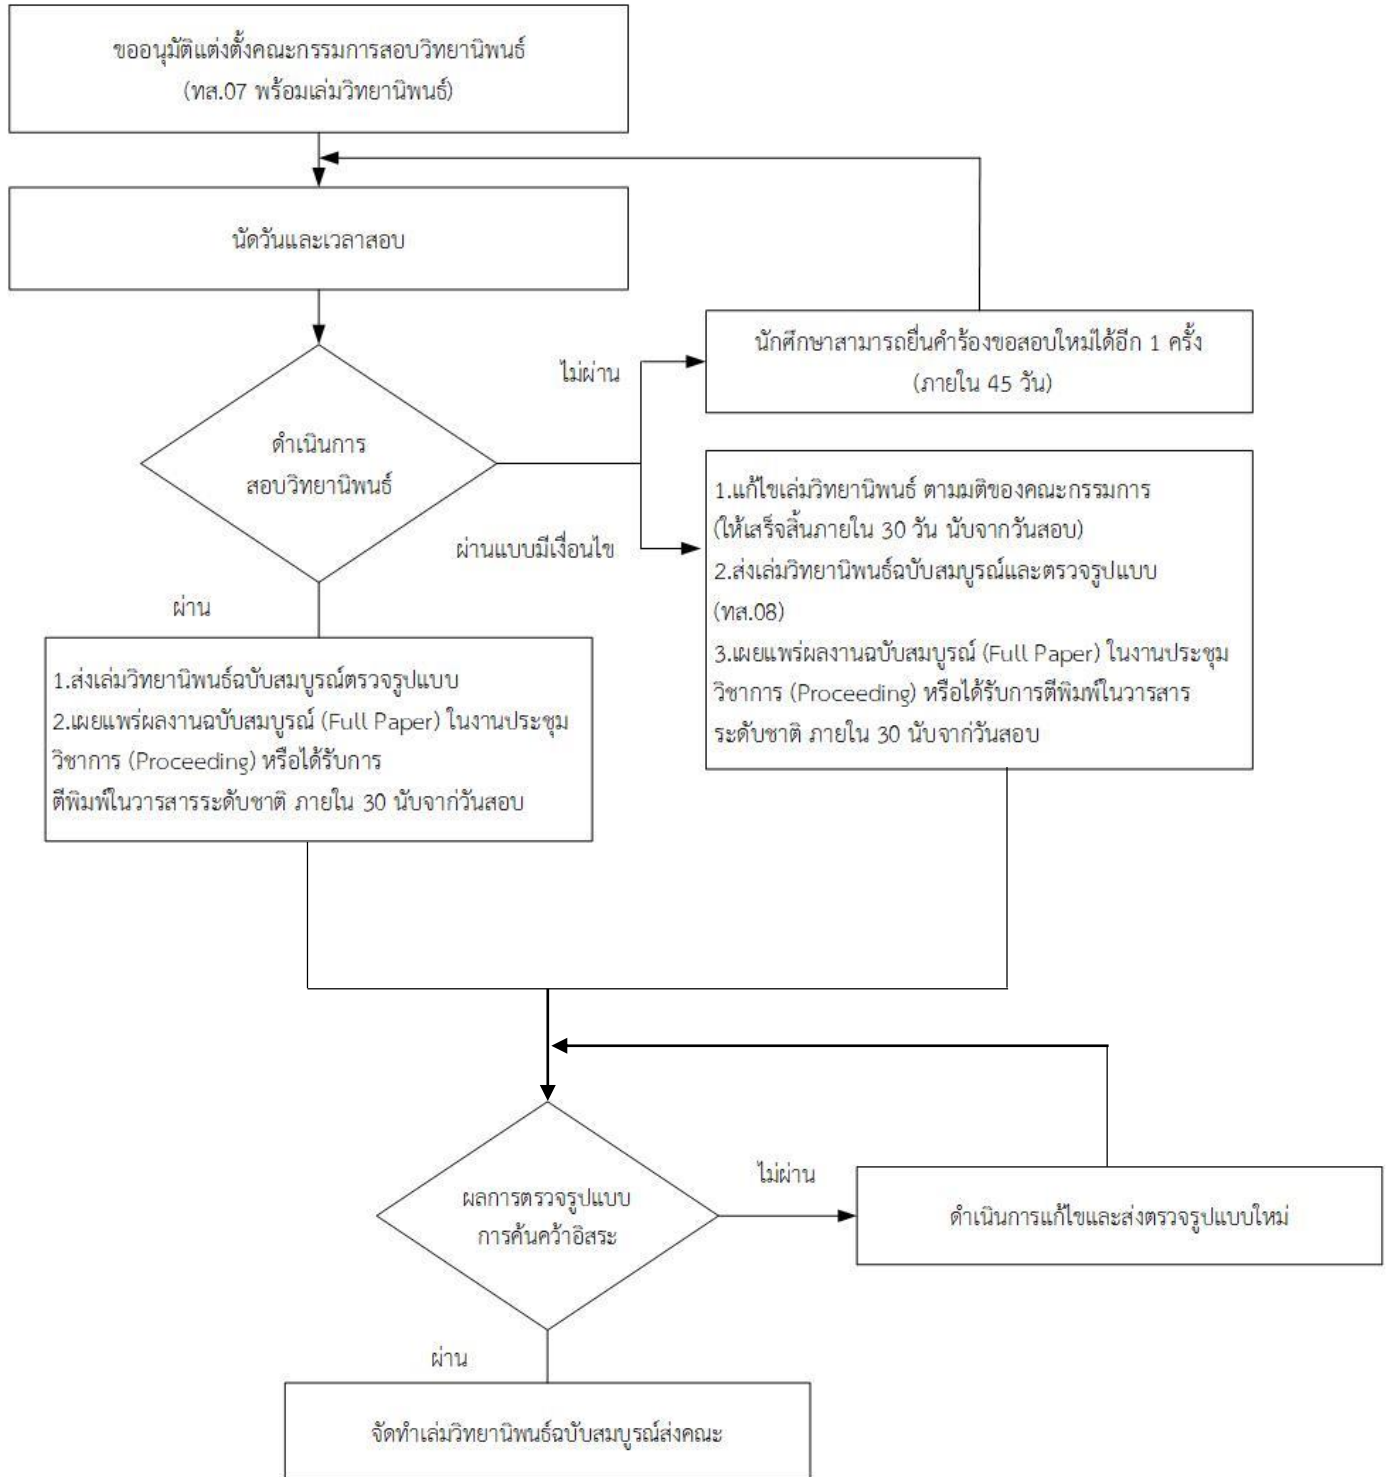 ขออนุมัติแต่งตั้งคณะกรรมการสอบวิทยานิพนธ์
(ทส.07 พร้อมเล่มวิทยานิพนธ์)
นัดวันและเวลาสอบ
ดำเนินการ
สอบวิทยานิพนธ์
ไม่ผ่าน
นักศึกษาสามารถยื่นคำร้องขอสอบใหม่ได้อีก 1 ครั้ง
(ภายใน 45 วัน)
ผ่านแบบมีเงื่อนไข
1.แก้ไขเล่มวิทยานิพนธ์ ตามมติของคณะกรรมการ
(ให้เสร็จสิ้นภายใน 30 วัน นับจากวันสอบ)
2.ส่งเล่มวิทยานิพนธ์ฉบับสมบูรณ์และตรวจรูปแบบ
(ทส.08)
3.เผยแพร่ผลงานฉบับสมบูรณ์ (Full Paper) ในงานประชุม
วิชาการ (Proceeding) หรือได้รับการตีพิมพ์ในวารสาร
ระดับชาติ ภายใน 30 นับจาก่วันสอบ
ผ่าน
1.ส่งเล่มวิทยานิพนธ์ฉบับสมบูรณ์ตรวจรูปแบบ
2.เผยแพร่ผลงานฉบับสมบูรณ์ (Full Paper) ในงานประชุม
วิชาการ (Proceeding) หรือได้รับการ
ตีพิมพ์ในวารสารระดับชาติ ภายใน 30 นับจาก่วันสอบ
ผลการตรวจรูปแบบ
การค้นคว้าอิสระ
ไม่ผ่าน
ดำเนินการแก้ไขและส่งตรวจรูปแบบใหม่
ผ่าน
จัดทำเล่มวิทยานิพนธ์ฉบับสมบูรณ์ส่งคณะ